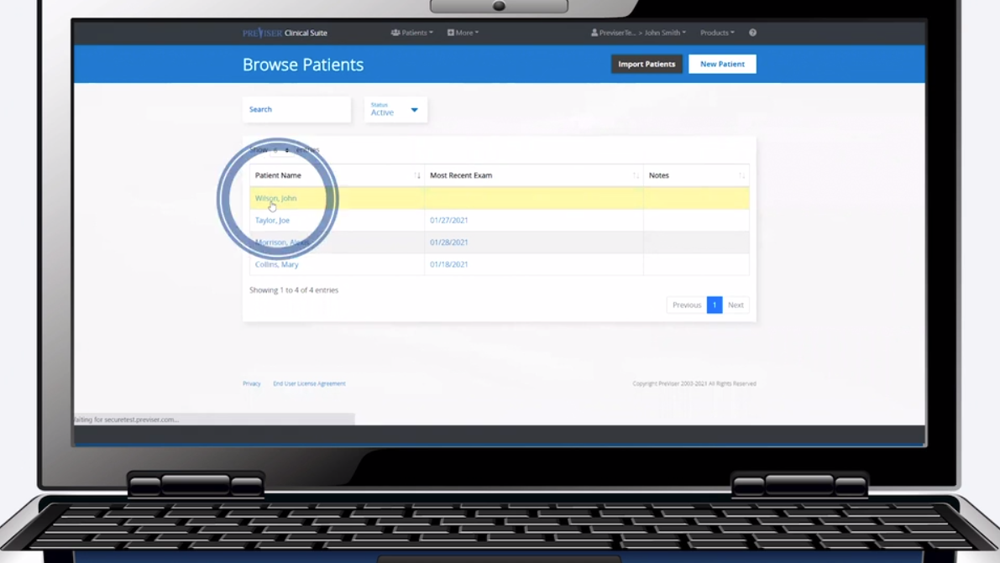 PREVISER Clinical Suite Patients More PreviserTe... > John Smith Products
Browse Patients Import Patients New Patient
Search Status
Active
Show entries
Patient Name Most Recent Exam Notes
Wilson, John
Taylor, Joe 01/27/2021
Morrison, Alexis 01/28/2021
Collins, Mary 01/18/2021
Showing 1 to 4 of 4 entries
Previous 1 Next
Privacy End User License Agreement Copyright PreViser 2003-2021 All Rights Reserved
aiting for securetest.previser.com...